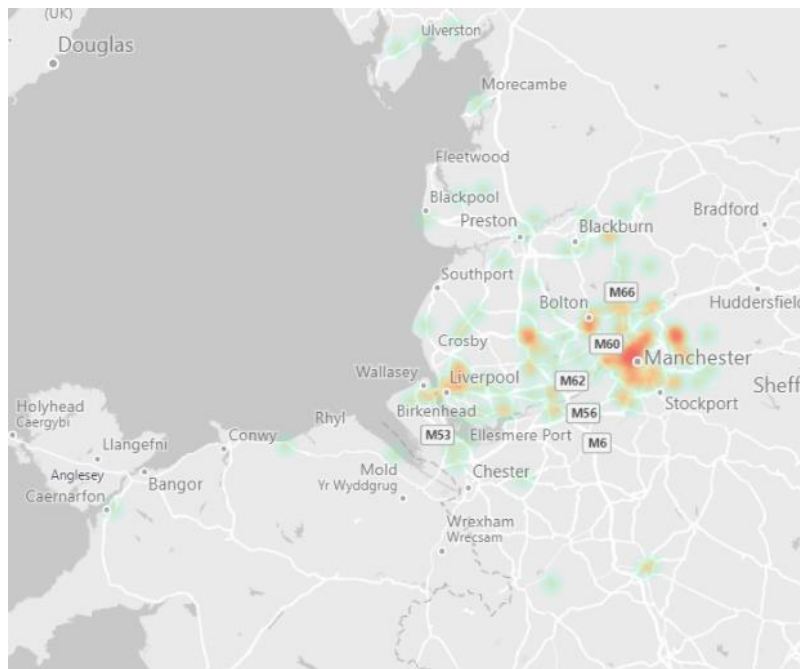 (UK)
Douglas
Ulverston
Morecambe
Fleetwood
Blackpool
Preston
Blackburn
Bradford
Southport
M66
Bolton
Huddersfield
Crosby
M60
Manchester
Wallasey
Liverpool
M62
Sheff
Holyhead
Caergybi
Rhyl
Birkenhead
M56
Stockport
Llangefni
Conwy
M53
Ellesmere Port
M6
Anglesey
Bangor
Mold
Yr Wyddgrug
Chester
Caernarfon
Wrexham
Wrecsam